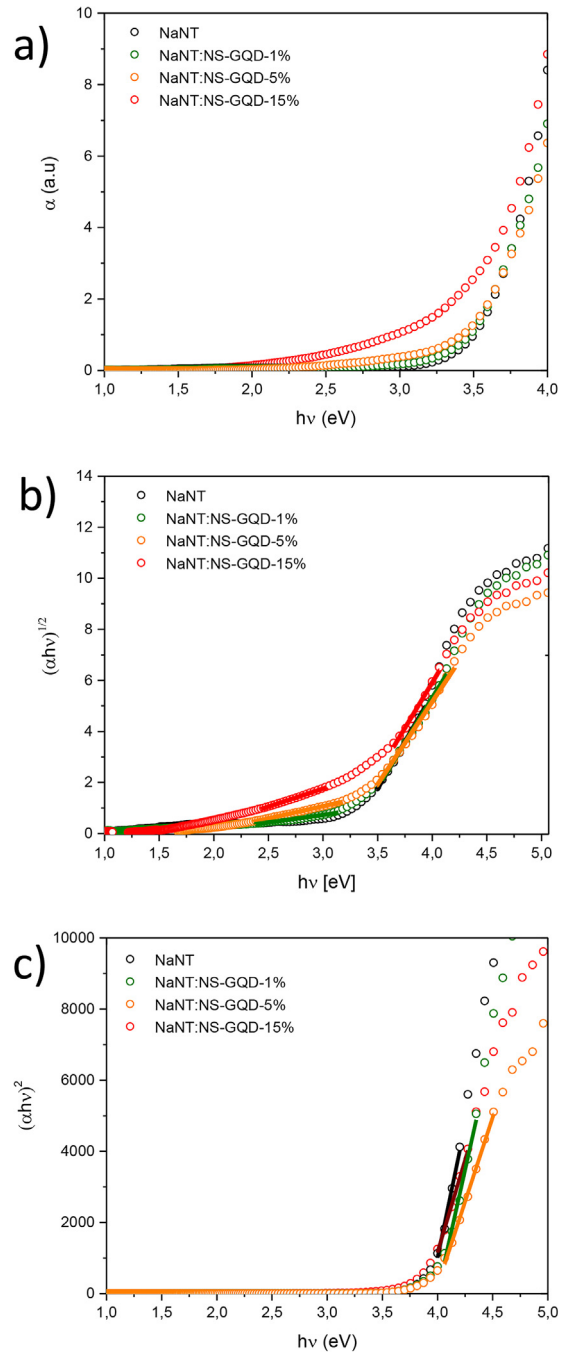 a)
10
8
6
4
2
0
α (a.u)
NaNT
NaNT:NS-GQD-1%
NaNT:NS-GQD-5%
NaNT:NS-GQD-15%
1,0 1,5 2,0 2,5 3,0 3,5 4,0
hν (eV)
b)
14
12
10
8
6
4
2
0
(αhν)^1/2
NaNT
NaNT:NS-GQD-1%
NaNT:NS-GQD-5%
NaNT:NS-GQD-15%
1,0 1,5 2,0 2,5 3,0 3,5 4,0 4,5 5,0
hν [eV]
c)
10000
8000
6000
4000
2000
0
(αhν)²
NaNT
NaNT:NS-GQD-1%
NaNT:NS-GQD-5%
NaNT:NS-GQD-15%
1,0 1,5 2,0 2,5 3,0 3,5 4,0 4,5 5,0
hν (eV)